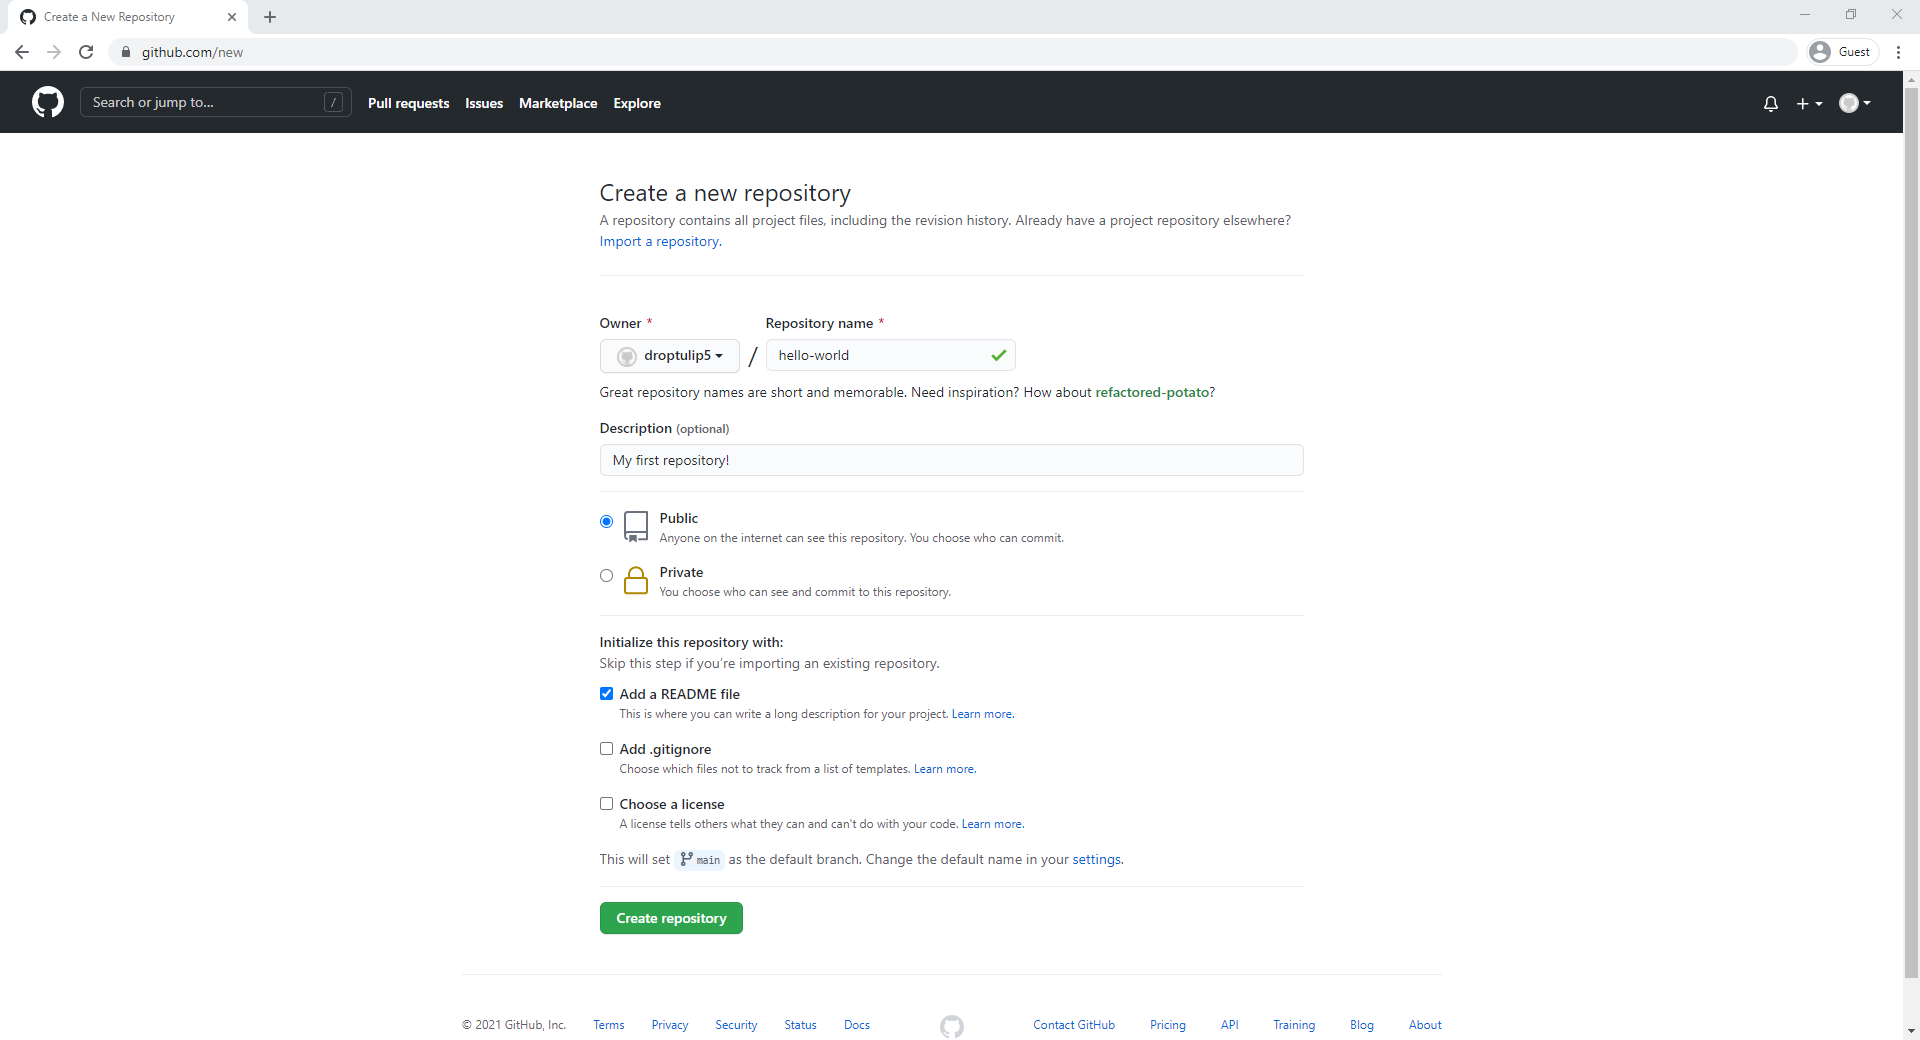 Create a New Repository
github.com/new
Guest
Search or jump to... /
Pull requests Issues Marketplace Explore
Create a new repository
A repository contains all project files, including the revision history. Already have a project repository elsewhere?
Import a repository.
Owner * Repository name *
droptulip5 / hello-world
Great repository names are short and memorable. Need inspiration? How about refactored-potato?
Description (optional)
My first repository!
Public
Anyone on the internet can see this repository. You choose who can commit.
Private
You choose who can see and commit to this repository.
Initialize this repository with:
Skip this step if you're importing an existing repository.
Add a README file
This is where you can write a long description for your project. Learn more.
Add .gitignore
Choose which files not to track from a list of templates. Learn more.
Choose a license
A license tells others what they can and can't do with your code. Learn more.
This will set main as the default branch. Change the default name in your settings.
Create repository
© 2021 GitHub, Inc. Terms Privacy Security Status Docs Contact GitHub Pricing API Training Blog About